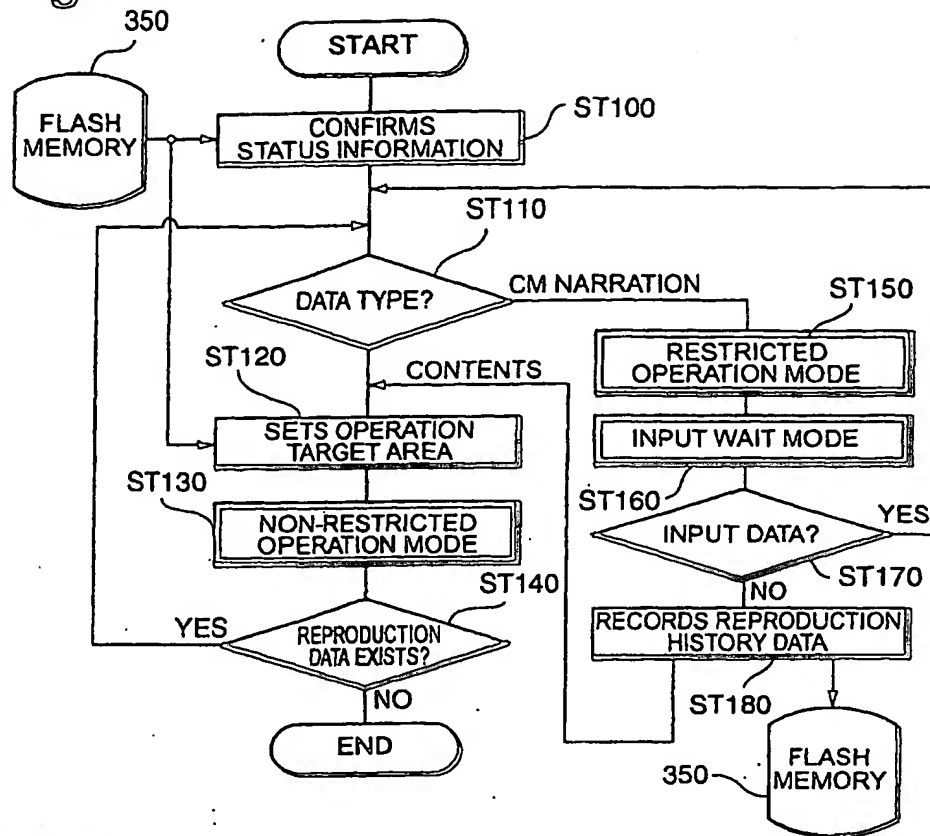 350
START
FLASH
MEMORY
CONFIRMS
STATUS INFORMATION
ST100
ST110
DATA TYPE?
CM NARRATION
ST150
RESTRICTED
OPERATION MODE
ST120
CONTENTS
SETS OPERATION
TARGET AREA
INPUT WAIT MODE
ST130
NON-RESTRICTED
OPERATION MODE
ST160
INPUT DATA?
YES
ST170
NO
ST140
YES
REPRODUCTION
DATA EXISTS?
NO
RECORDS REPRODUCTION
HISTORY DATA
ST180
END
FLASH
MEMORY
350